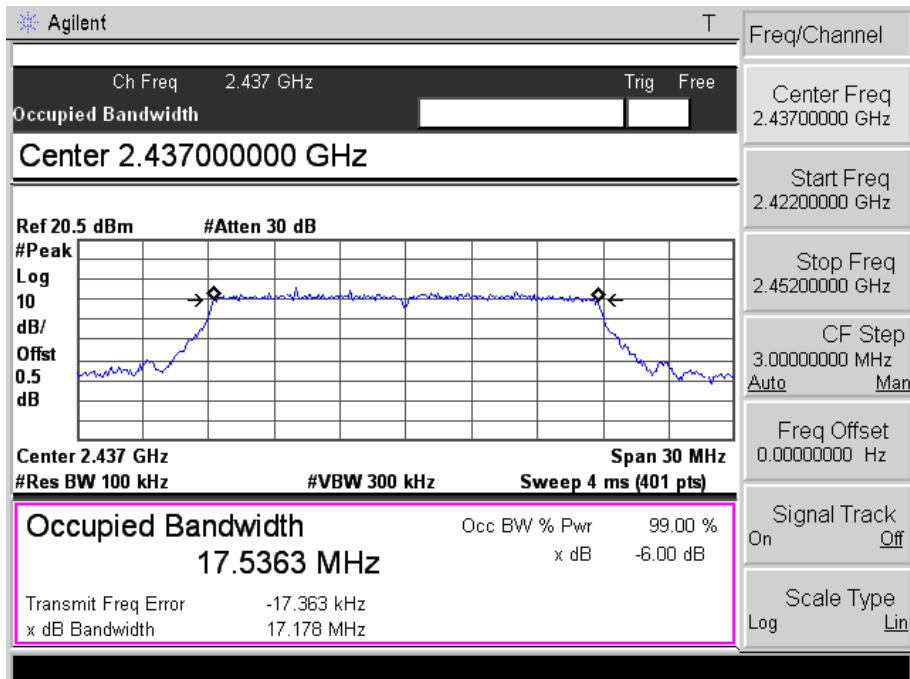 Agilent T
Freq/Channel
Ch Freq 2.437 GHz Trig Free
Occupied Bandwidth
Center 2.437000000 GHz
Ref 20.5 dBm #Atten 30 dB
#Peak
Log
10
dB/
Offst
0.5
dB
Center 2.437 GHz Span 30 MHz
#Res BW 100 kHz #VBW 300 kHz Sweep 4 ms (401 pts)
Occupied Bandwidth
17.5363 MHz
Occ BW % Pwr 99.00 %
x dB -6.00 dB
Transmit Freq Error -17.363 kHz
x dB Bandwidth 17.178 MHz
Center Freq
2.43700000 GHz
Start Freq
2.42200000 GHz
Stop Freq
2.45200000 GHz
CF Step
3.00000000 MHz
Auto Man
Freq Offset
0.00000000 Hz
Signal Track
On Off
Scale Type
Log Lin